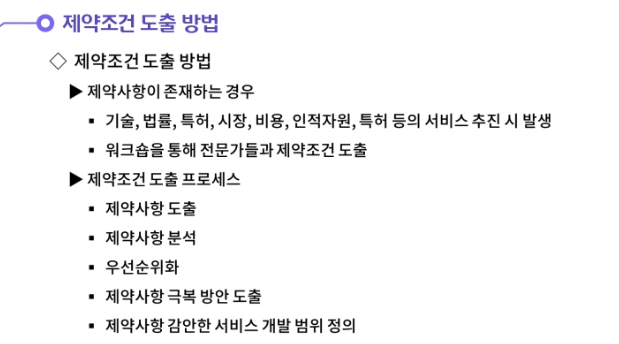 제약조건 도출 방법
◇ 제약조건 도출 방법
▶ 제약사항이 존재하는 경우
▪ 기술, 법률, 특허, 시장, 비용, 인적자원, 특허 등의 서비스 추진 시 발생
▪ 워크숍을 통해 전문가들과 제약조건 도출
▶ 제약조건 도출 프로세스
▪ 제약사항 도출
▪ 제약사항 분석
▪ 우선순위화
▪ 제약사항 극복 방안 도출
▪ 제약사항 감안한 서비스 개발 범위 정의